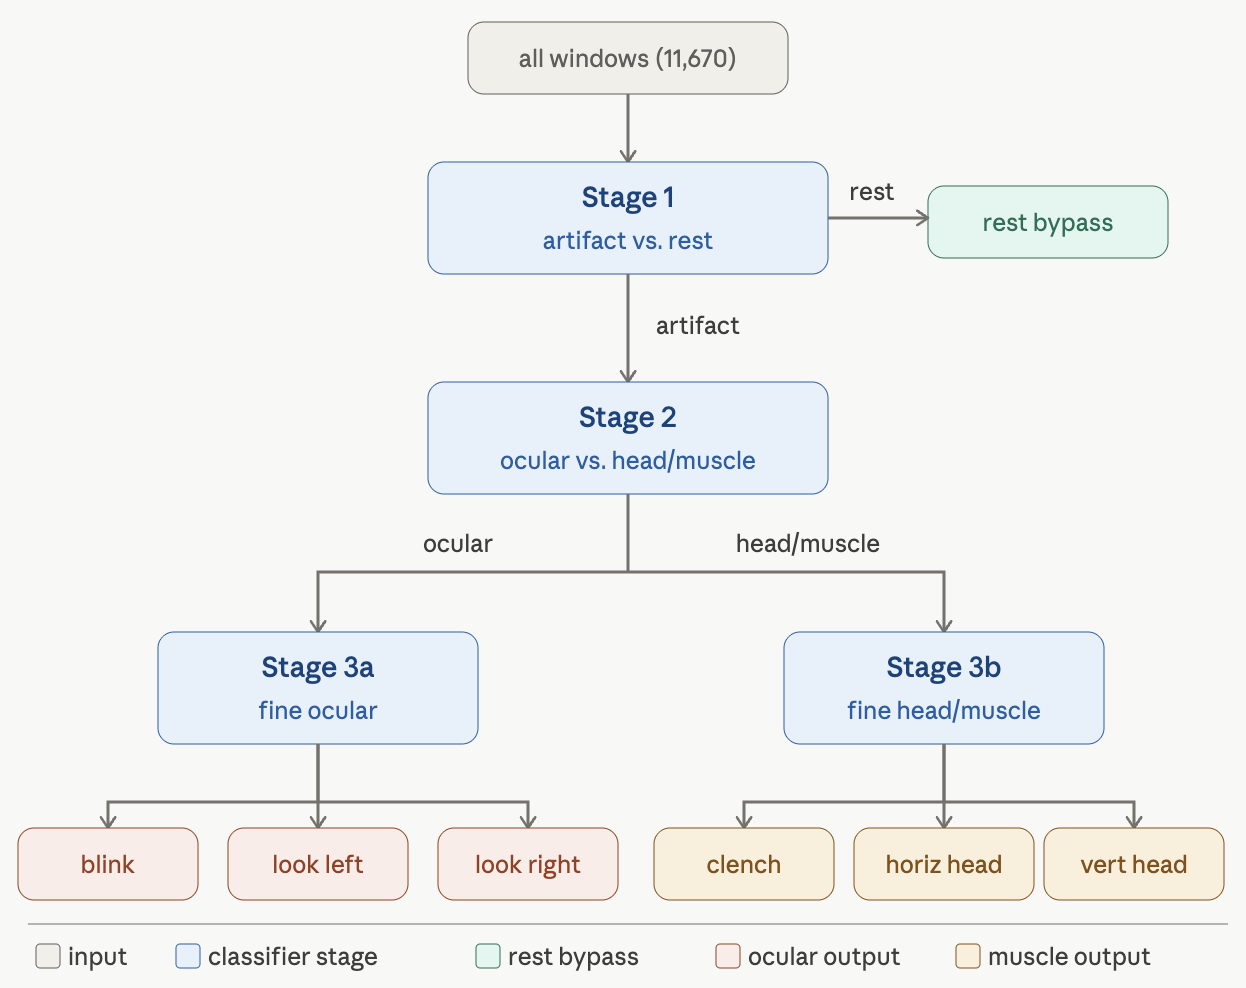 all windows (11,670)
Stage 1
artifact vs. rest
rest
rest bypass
artifact
Stage 2
ocular vs. head/muscle
ocular
head/muscle
Stage 3a
fine ocular
Stage 3b
fine head/muscle
blink
look left
look right
clench
horiz head
vert head
input
classifier stage
rest bypass
ocular output
muscle output